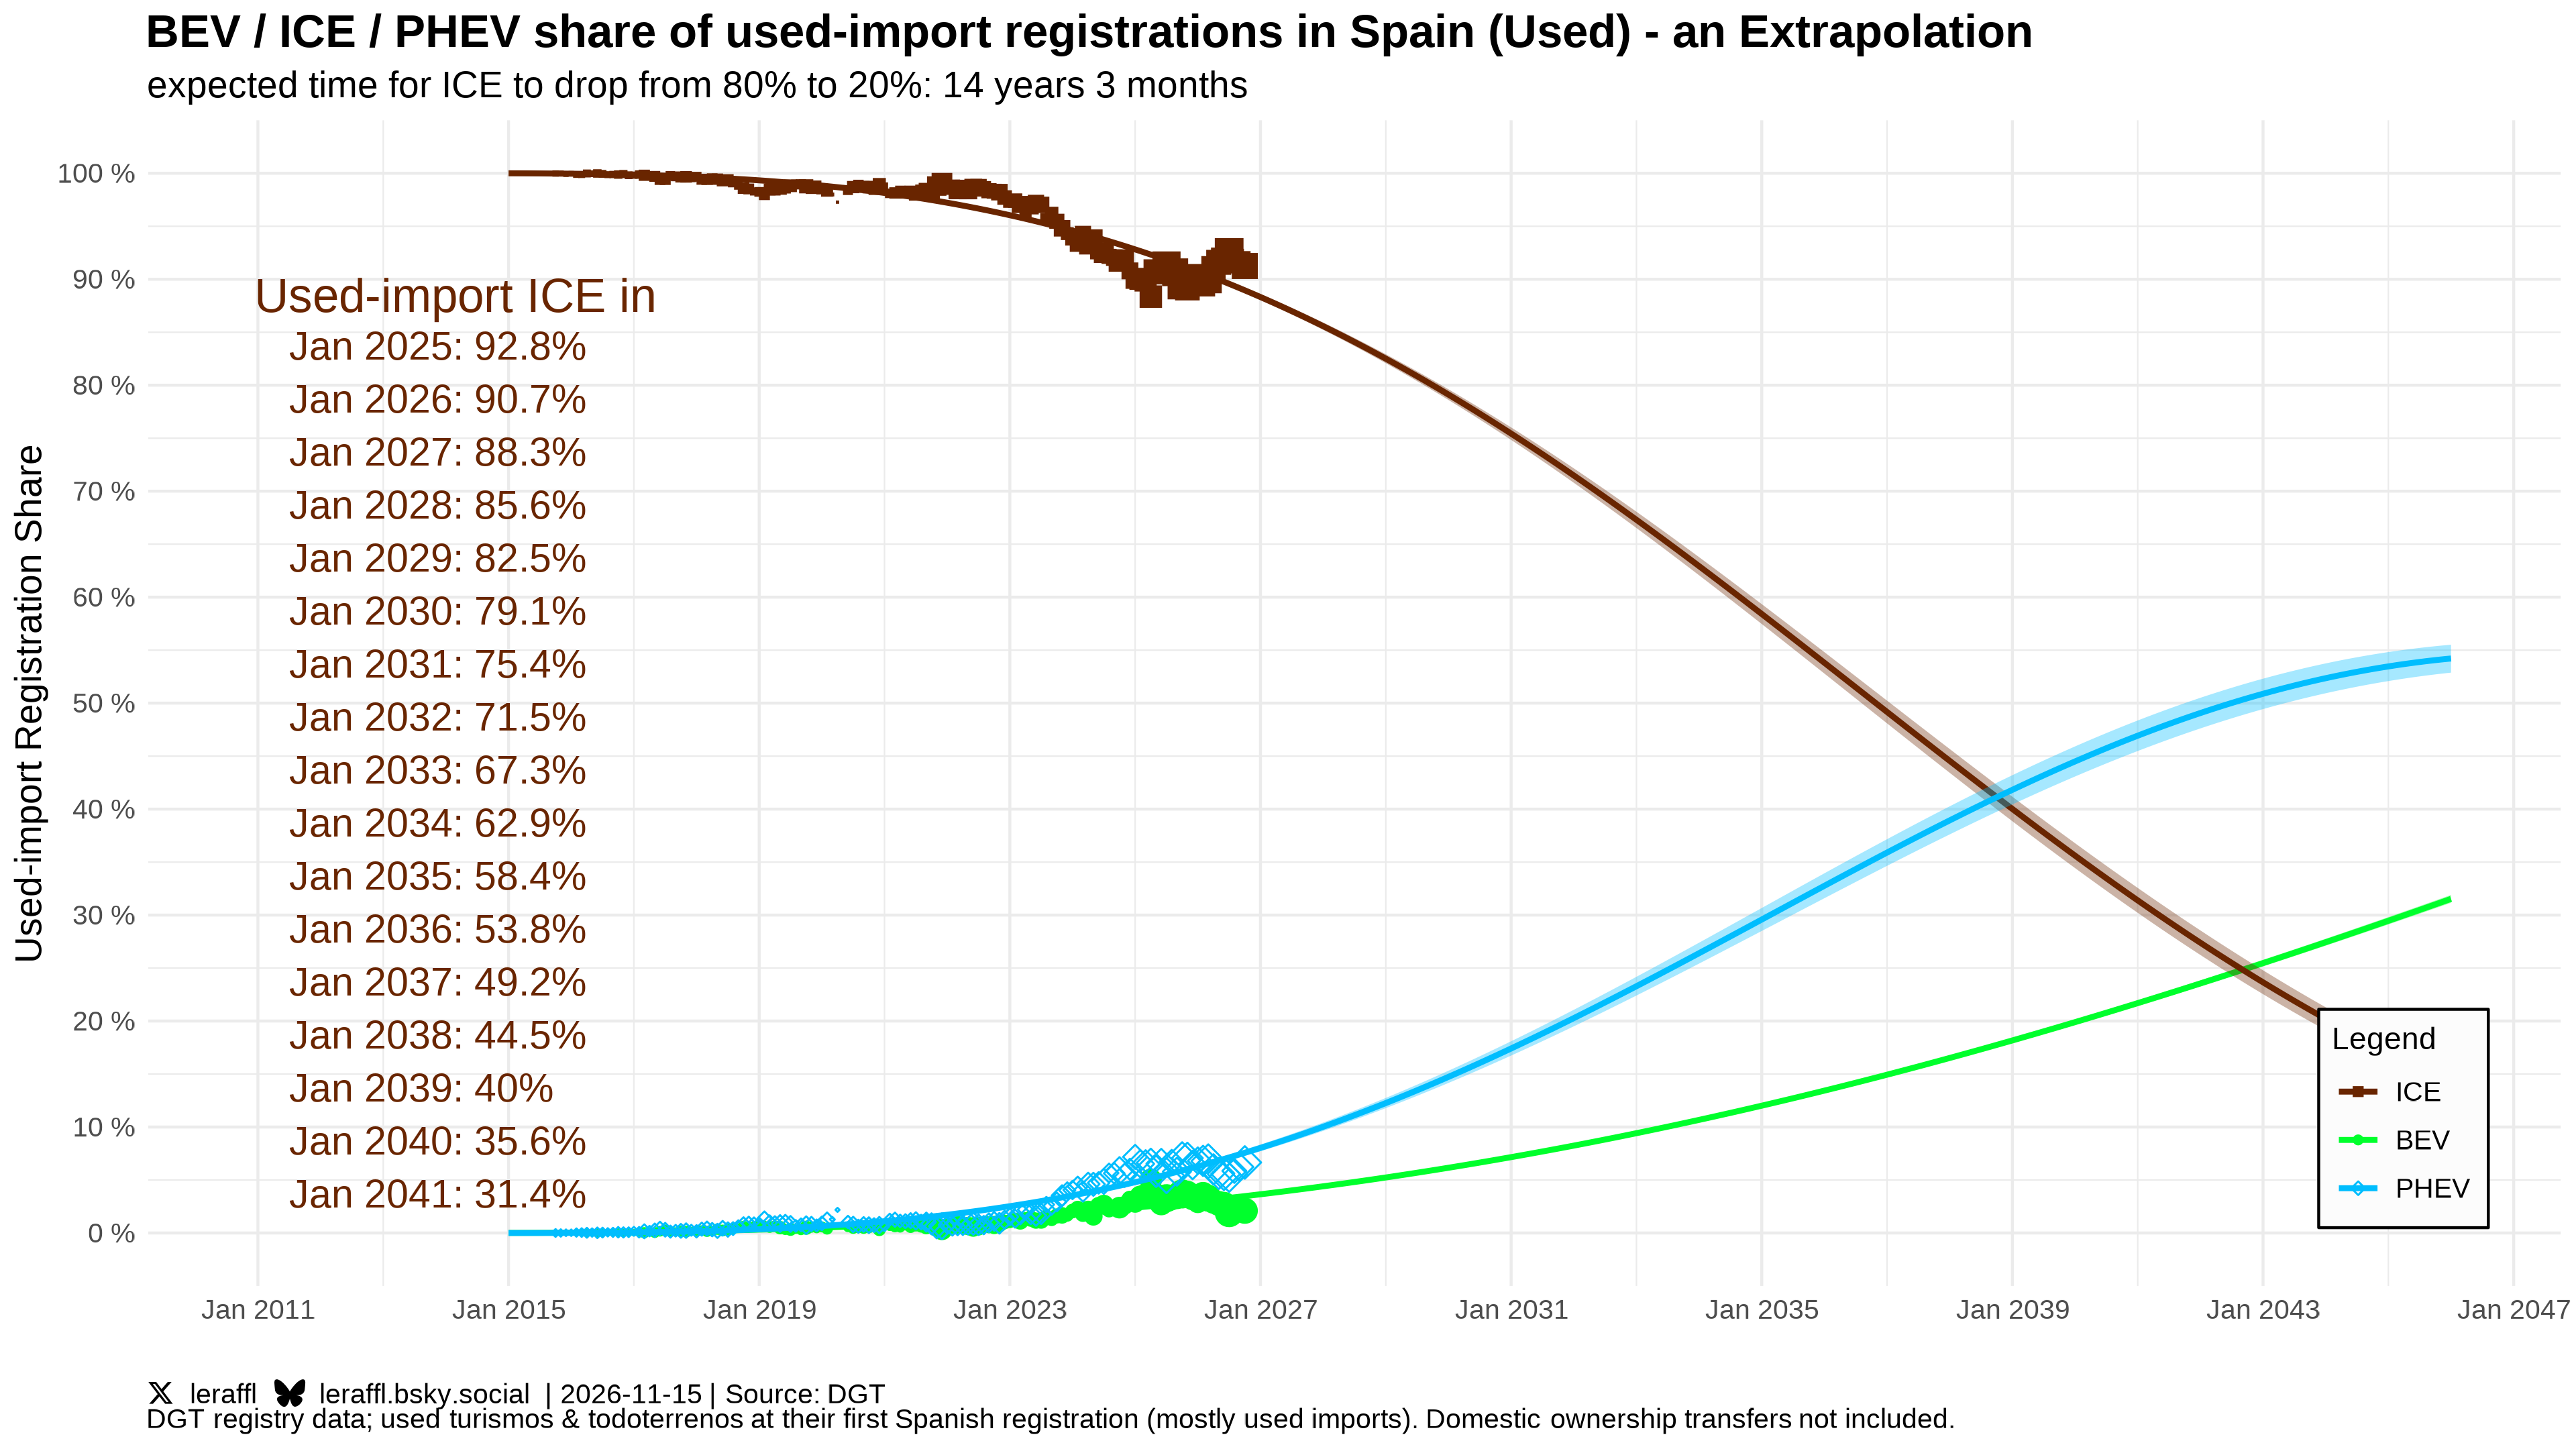 BEV / ICE / PHEV share of used-import registrations in Spain (Used) - an Extrapolation
expected time for ICE to drop from 80% to 20%: 14 years 3 months
Used-import Registration Share
100 %
90 %
80 %
70 %
60 %
50 %
40 %
30 %
20 %
10 %
0 %
Used-import ICE in
Jan 2025: 92.8%
Jan 2026: 90.7%
Jan 2027: 88.3%
Jan 2028: 85.6%
Jan 2029: 82.5%
Jan 2030: 79.1%
Jan 2031: 75.4%
Jan 2032: 71.5%
Jan 2033: 67.3%
Jan 2034: 62.9%
Jan 2035: 58.4%
Jan 2036: 53.8%
Jan 2037: 49.2%
Jan 2038: 44.5%
Jan 2039: 40%
Jan 2040: 35.6%
Jan 2041: 31.4%
Legend
ICE
BEV
PHEV
Jan 2011 Jan 2015 Jan 2019 Jan 2023 Jan 2027 Jan 2031 Jan 2035 Jan 2039 Jan 2043 Jan 2047
leraffl leraffl.bsky.social | 2026-11-15 | Source: DGT
DGT registry data; used turismos & todoterrenos at their first Spanish registration (mostly used imports). Domestic ownership transfers not included.